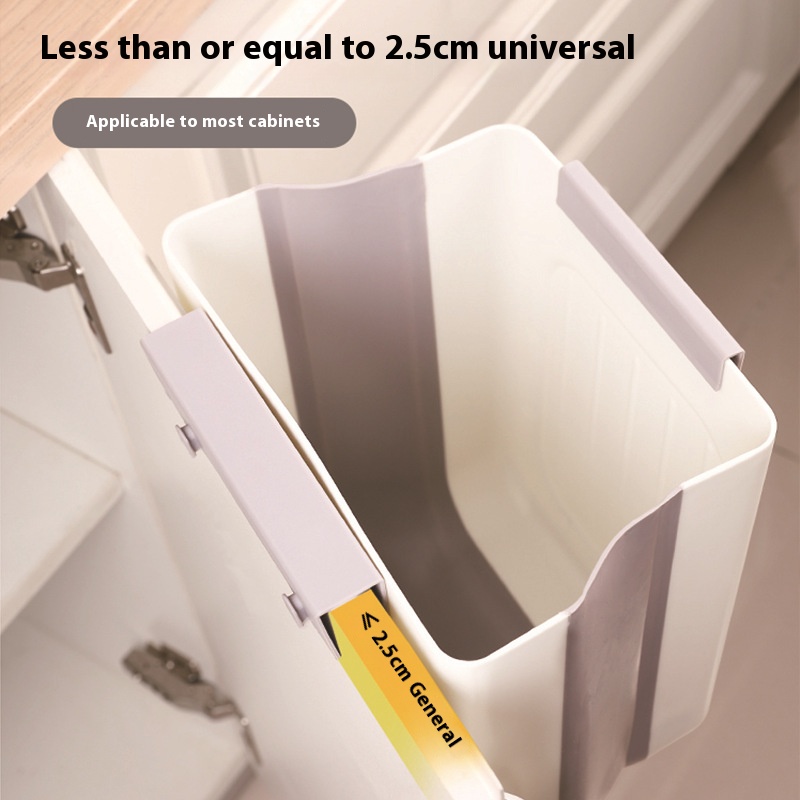 Less than or equal to 2.5cm universal
Applicable to most cabinets
≤ 2.5cm General